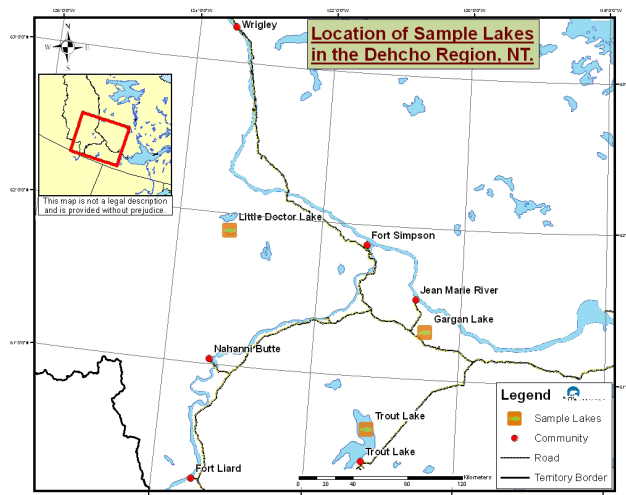 Wrigley
Location of Sample Lakes
in the Dehcho Region, NT.
N
W
E
S
This map is not a legal description
and is provided without prejudice.
Little Doctor Lake
Fort Simpson
Jean Marie River
Gargan Lake
Nahanni Butte
Trout Lake
Trout Lake
Fort Liard
Legend
Sample Lakes
Community
Road
Territory Border
0 20 40 80 120
Kilometers